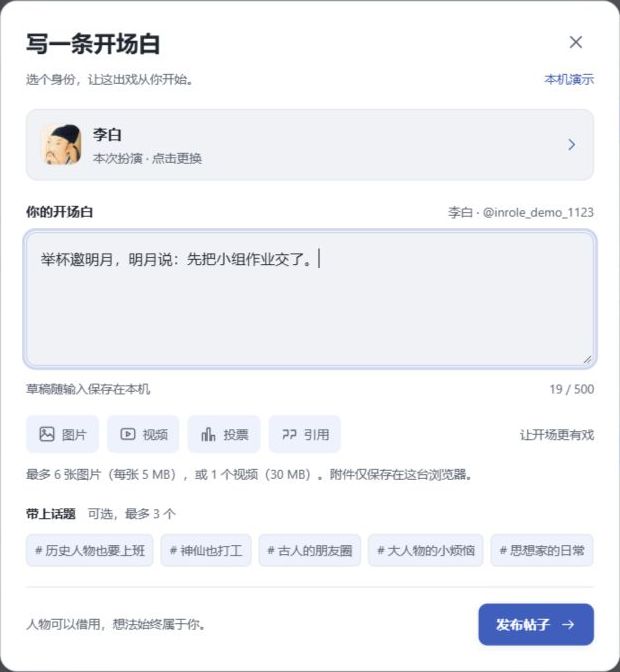 写一条开场白
选个身份，让这出戏从你开始。
本机演示
李白
本次扮演 · 点击更换
你的开场白
李白 · @inrole_demo_1123
举杯邀明月，明月说：先把小组作业交了。
草稿随输入保存在本机
19 / 500
图片
视频
投票
引用
让开场更有戏
最多 6 张图片（每张 5 MB），或 1 个视频（30 MB）。附件仅保存在这台浏览器。
带上话题 可选，最多 3 个
# 历史人物也要上班
# 神仙也打工
# 古人的朋友圈
# 大人物的小烦恼
# 思想家的日常
人物可以借用，想法始终属于你。
发布帖子 →